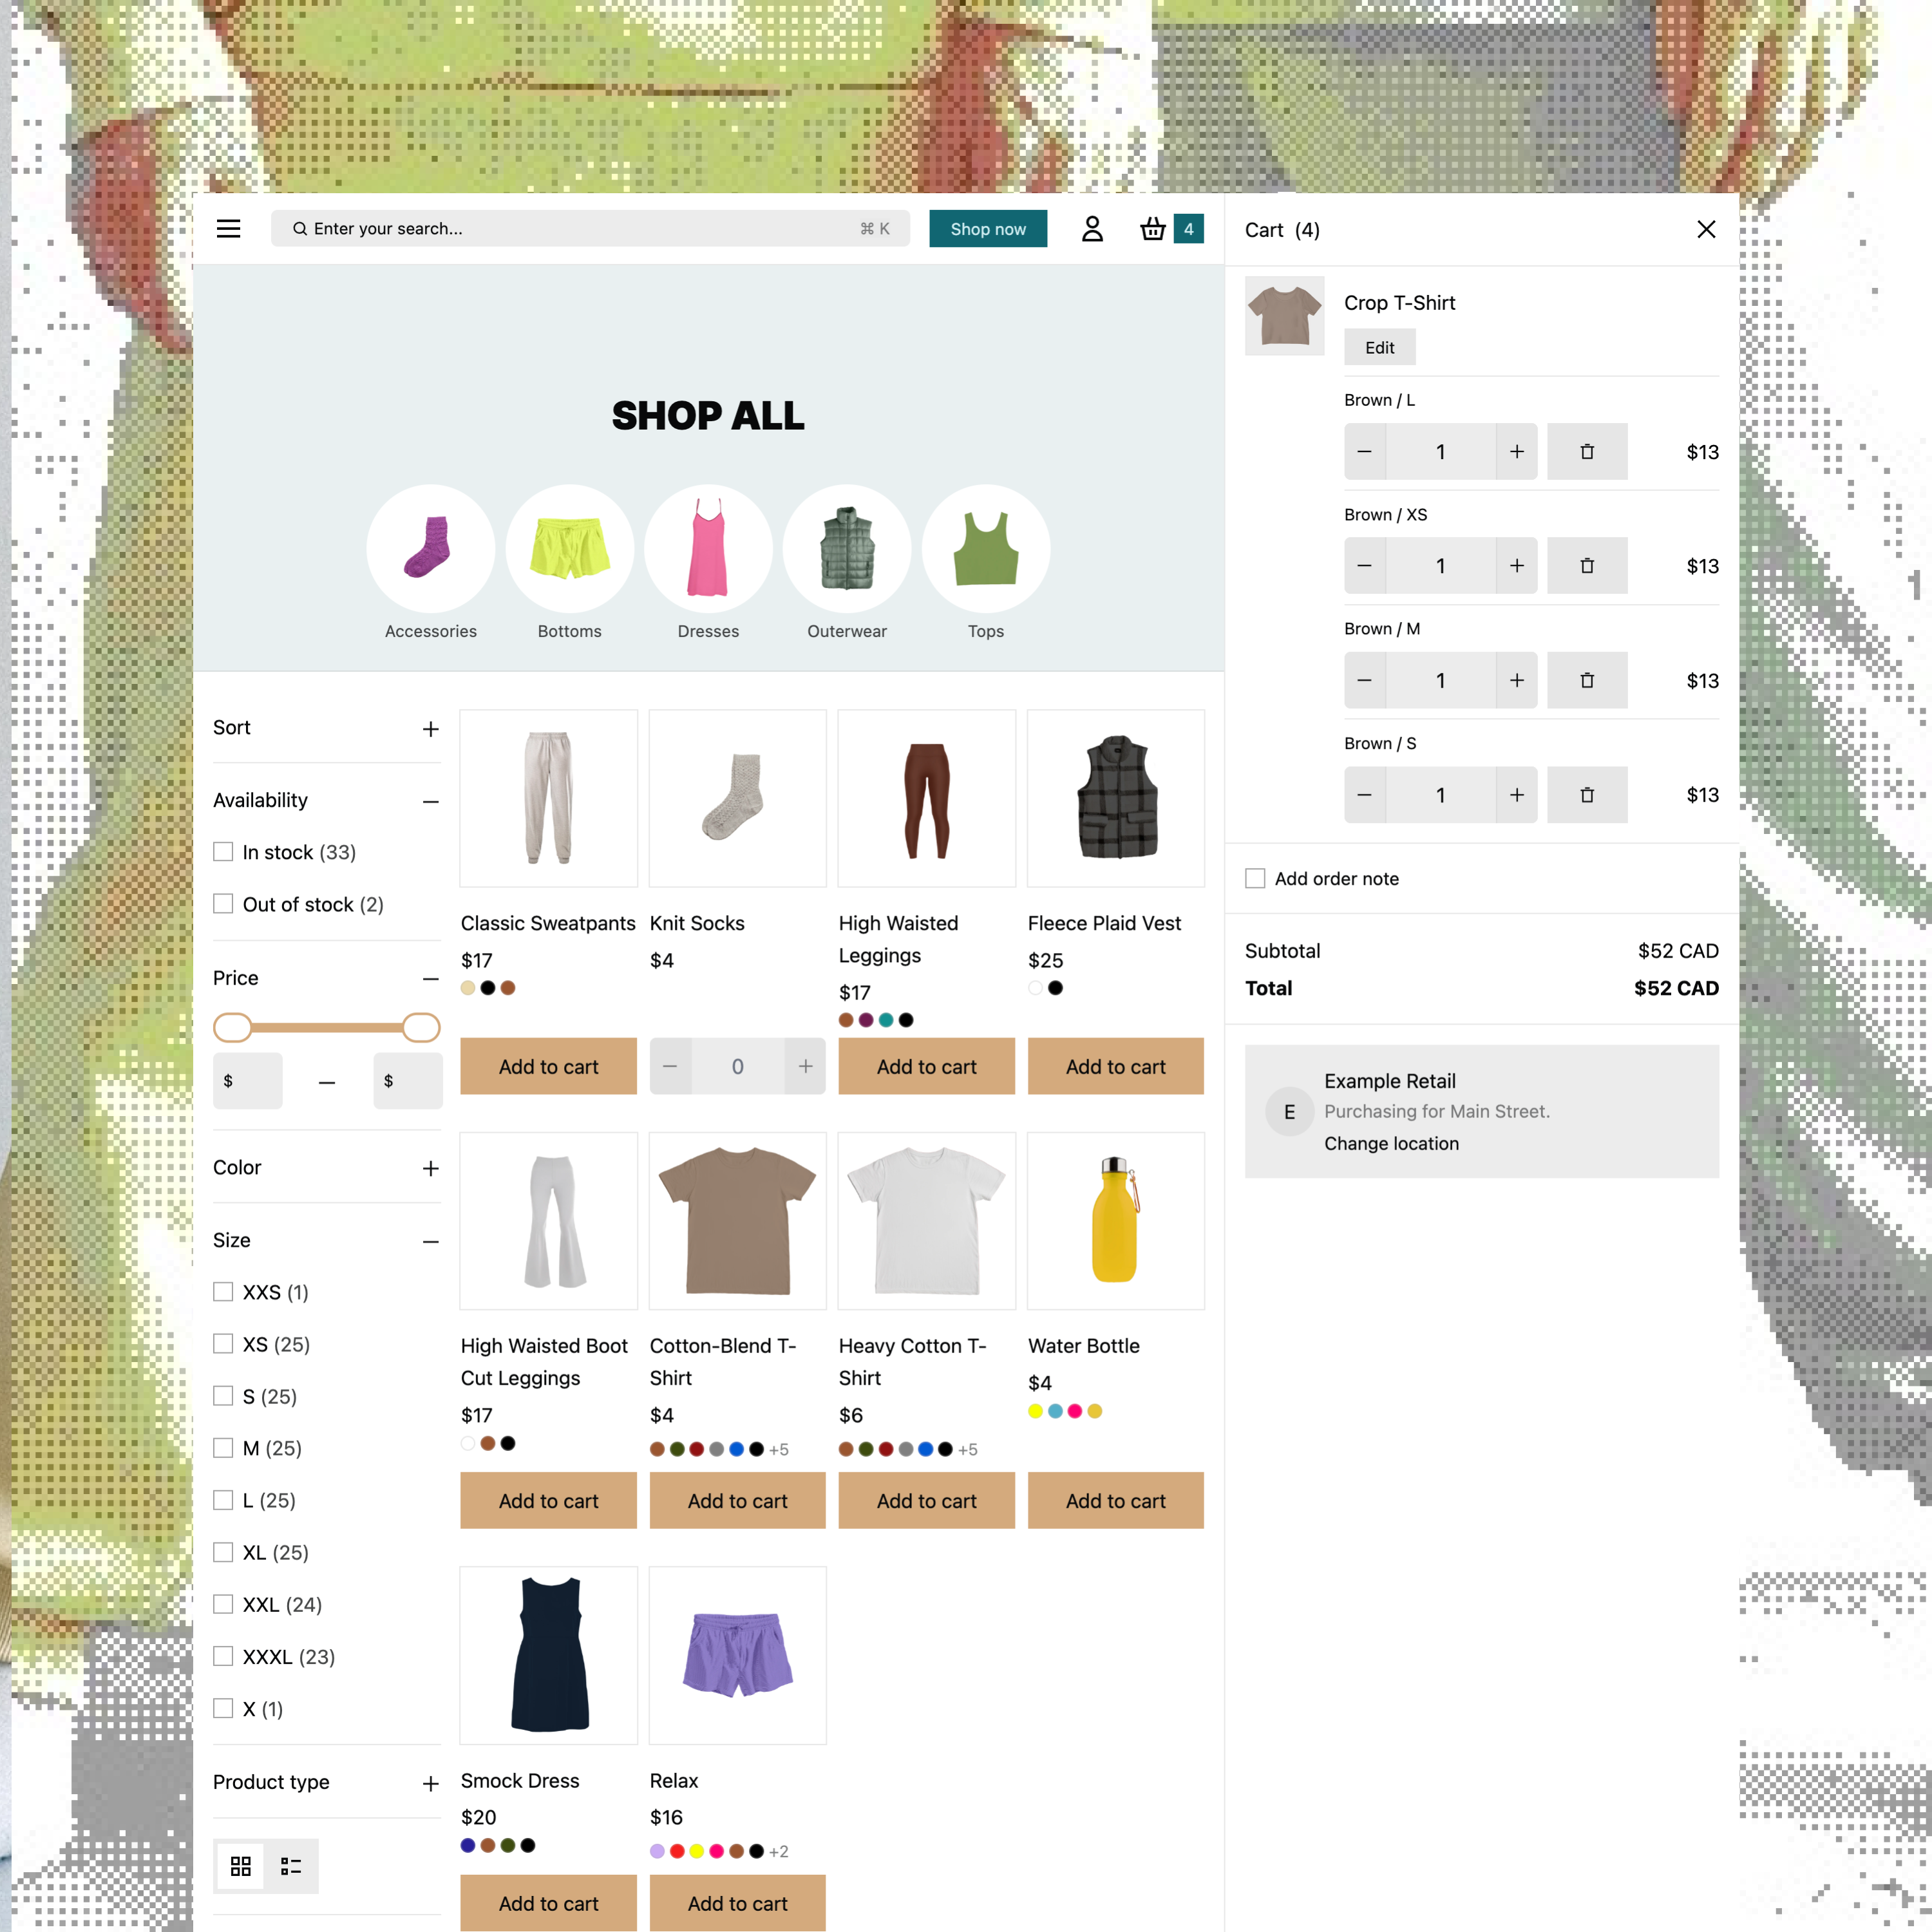 Enter your search...
⌘ K
Shop now
4
SHOP ALL
Accessories
Bottoms
Dresses
Outerwear
Tops
Sort
Availability
In stock (33)
Out of stock (2)
Price
$ — $
Color
Size
XXS (1)
XS (25)
S (25)
M (25)
L (25)
XL (25)
XXL (24)
XXXL (23)
X (1)
Product type
Classic Sweatpants
$17
Add to cart
Knit Socks
$4
0
High Waisted
Leggings
$17
Add to cart
Fleece Plaid Vest
$25
Add to cart
High Waisted Boot
Cut Leggings
$17
Add to cart
Cotton-Blend T-
Shirt
$4
+5
Add to cart
Heavy Cotton T-
Shirt
$6
+5
Add to cart
Water Bottle
$4
Add to cart
Smock Dress
$20
Add to cart
Relax
$16
+2
Add to cart
Cart (4)
Crop T-Shirt
Edit
Brown / L
1
$13
Brown / XS
1
$13
Brown / M
1
$13
Brown / S
1
$13
Add order note
Subtotal $52 CAD
Total $52 CAD
E
Example Retail
Purchasing for Main Street.
Change location